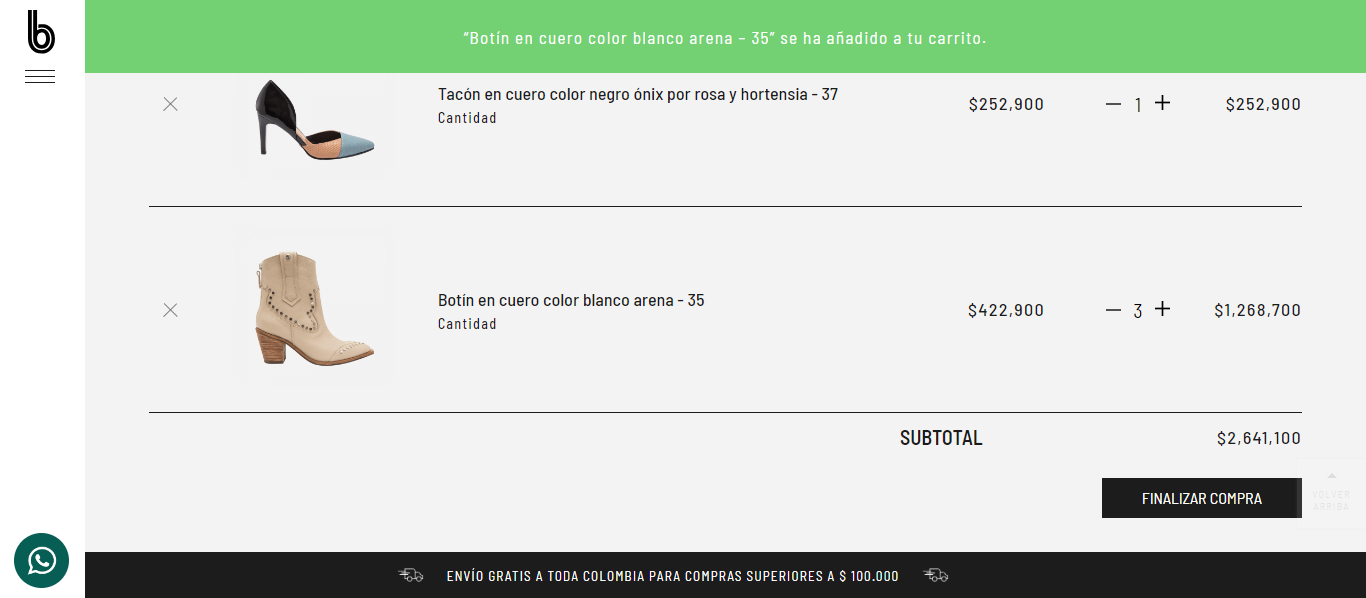 b
"Botín en cuero color blanco arena – 35" se ha añadido a tu carrito.
Tacón en cuero color negro ónix por rosa y hortensia - 37
Cantidad
$252,900
1
$252,900
Botín en cuero color blanco arena - 35
Cantidad
$422,900
3
$1,268,700
SUBTOTAL
$2,641,100
VOLVER
ARRIBA
FINALIZAR COMPRA
ENVÍO GRATIS A TODA COLOMBIA PARA COMPRAS SUPERIORES A $ 100.000